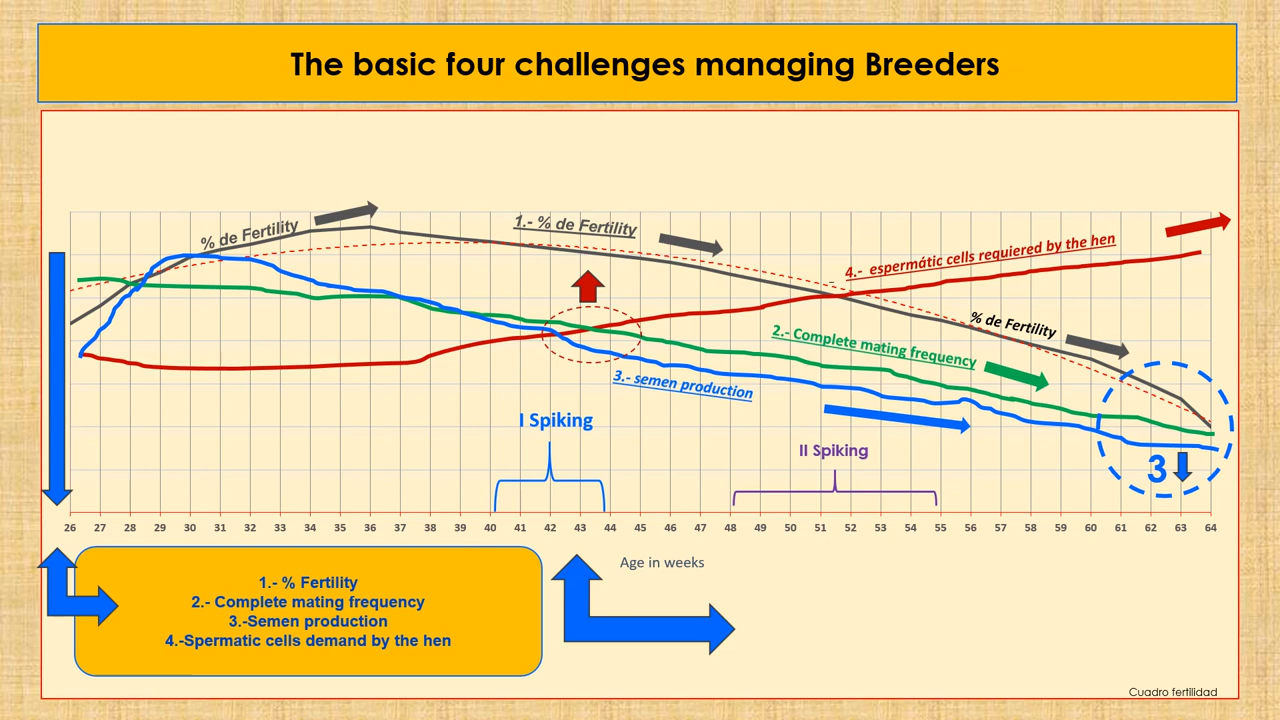 The basic four challenges managing Breeders
% de Fertility
1.- % de Fertility
4.- espermátic cells requiered by the hen
% de Fertility
2.- Complete mating frequency
3.- semen production
I Spiking
II Spiking
3
26 27 28 29 30 31 32 33 34 35 36 37 38 39 40 41 42 43 44 45 46 47 48 49 50 51 52 53 54 55 56 57 58 59 60 61 62 63 64
Age in weeks
1.- % Fertility
2.- Complete mating frequency
3.-Semen production
4.-Spermatic cells demand by the hen
Cuadro fertilidad